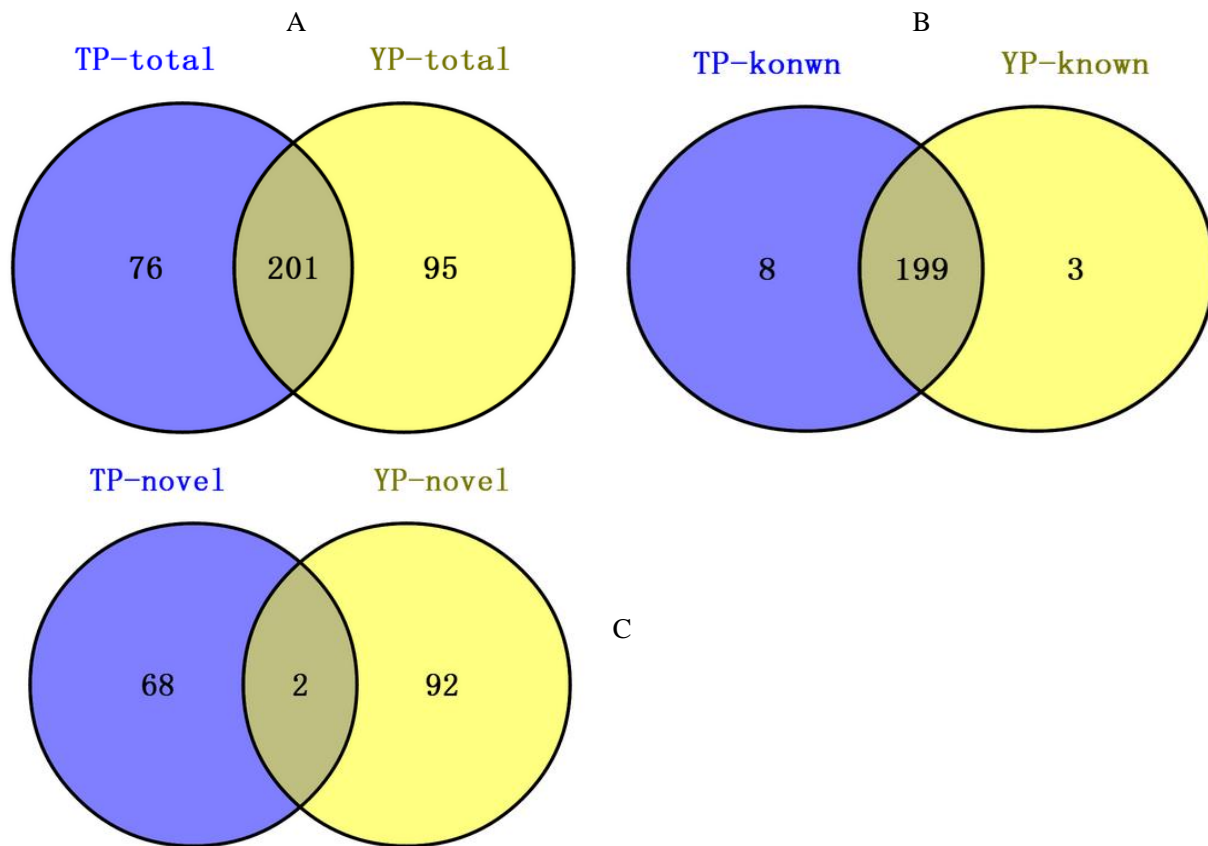 A
B
TP-total YP-total
TP-konwn YP-known
76 201 95
8 199 3
TP-novel YP-novel
C
68 2 92